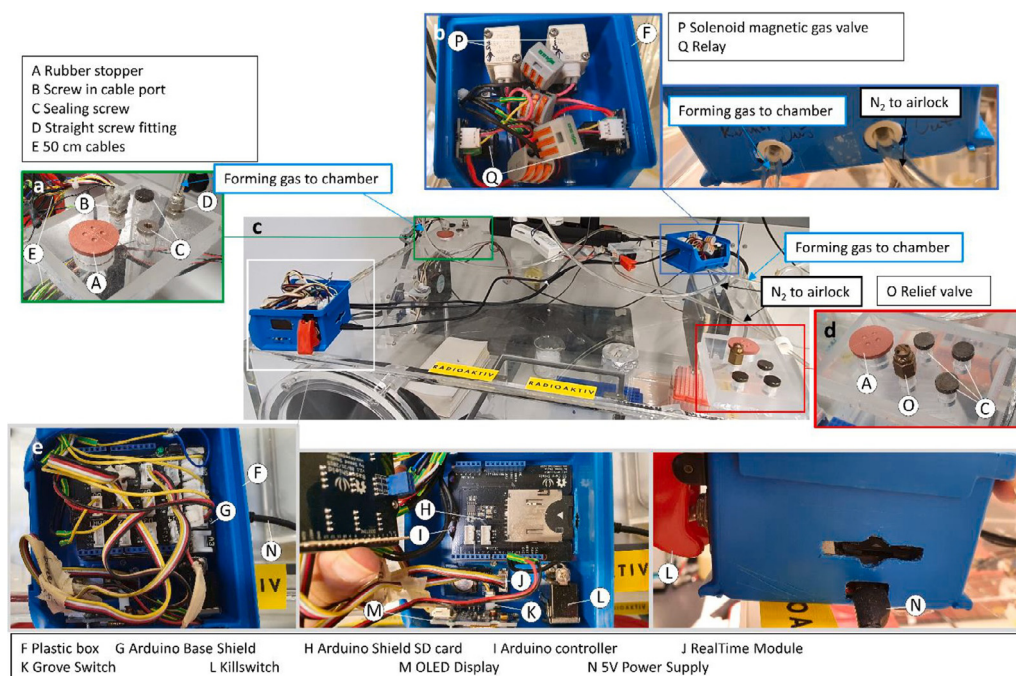 b
P
F
P Solenoid magnetic gas valve
Q Relay
A Rubber stopper
B Screw in cable port
C Sealing screw
D Straight screw fitting
E 50 cm cables
Forming gas to chamber
N₂ to airlock
Q
a
B
D
E
C
A
Forming gas to chamber
c
Forming gas to chamber
N₂ to airlock
O Relief valve
RADIOAKTIV
RADIOAKTIV
d
A
O
C
e
F
G
N
TIV
H
I
J
K
L
M
TIV
L
N
F Plastic box G Arduino Base Shield H Arduino Shield SD card I Arduino controller J RealTime Module
K Grove Switch L Killswitch M OLED Display N 5V Power Supply